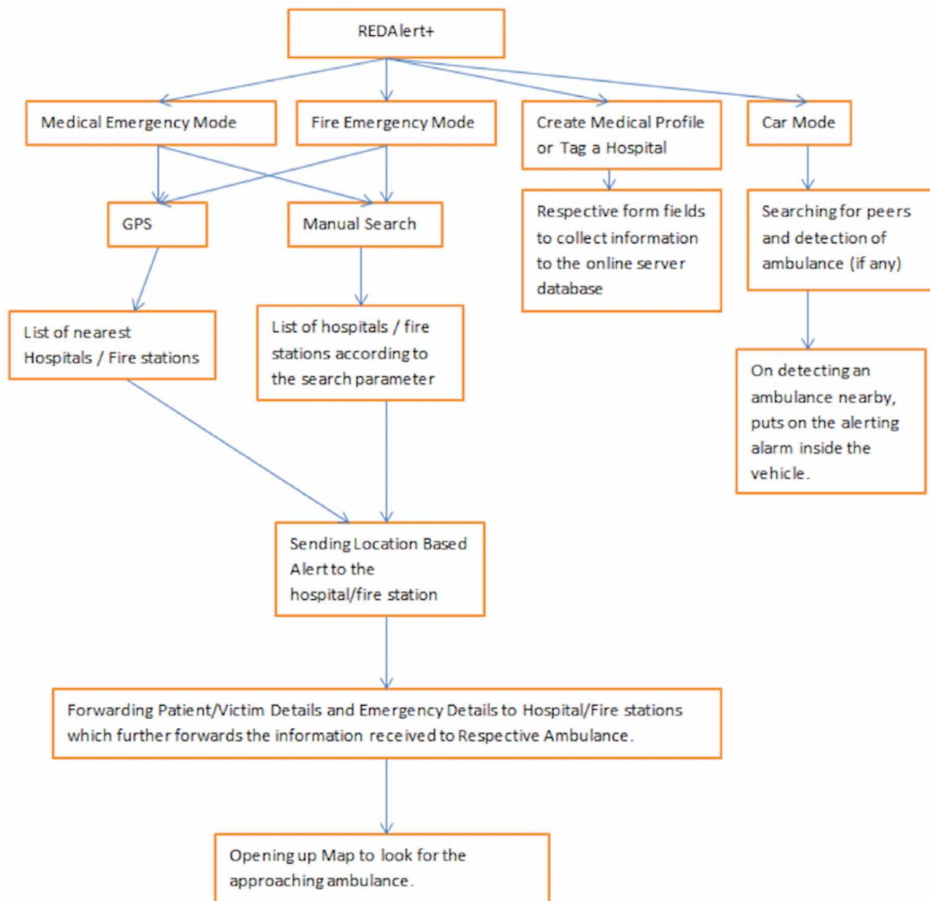 REDAlert+
Medical Emergency Mode
Fire Emergency Mode
Create Medical Profile
or Tag a Hospital
Car Mode
GPS
Manual Search
Respective form fields
to collect information
to the online server
database
Searching for peers
and detection of
ambulance (if any)
List of nearest
Hospitals / Fire stations
List of hospitals / fire
stations according to
the search parameter
On detecting an
ambulance nearby,
puts on the alerting
alarm inside the
vehicle.
Sending Location Based
Alert to the
hospital/fire station
Forwarding Patient/Victim Details and Emergency Details to Hospital/Fire stations
which further forwards the information received to Respective Ambulance.
Opening up Map to look for the
approaching ambulance.